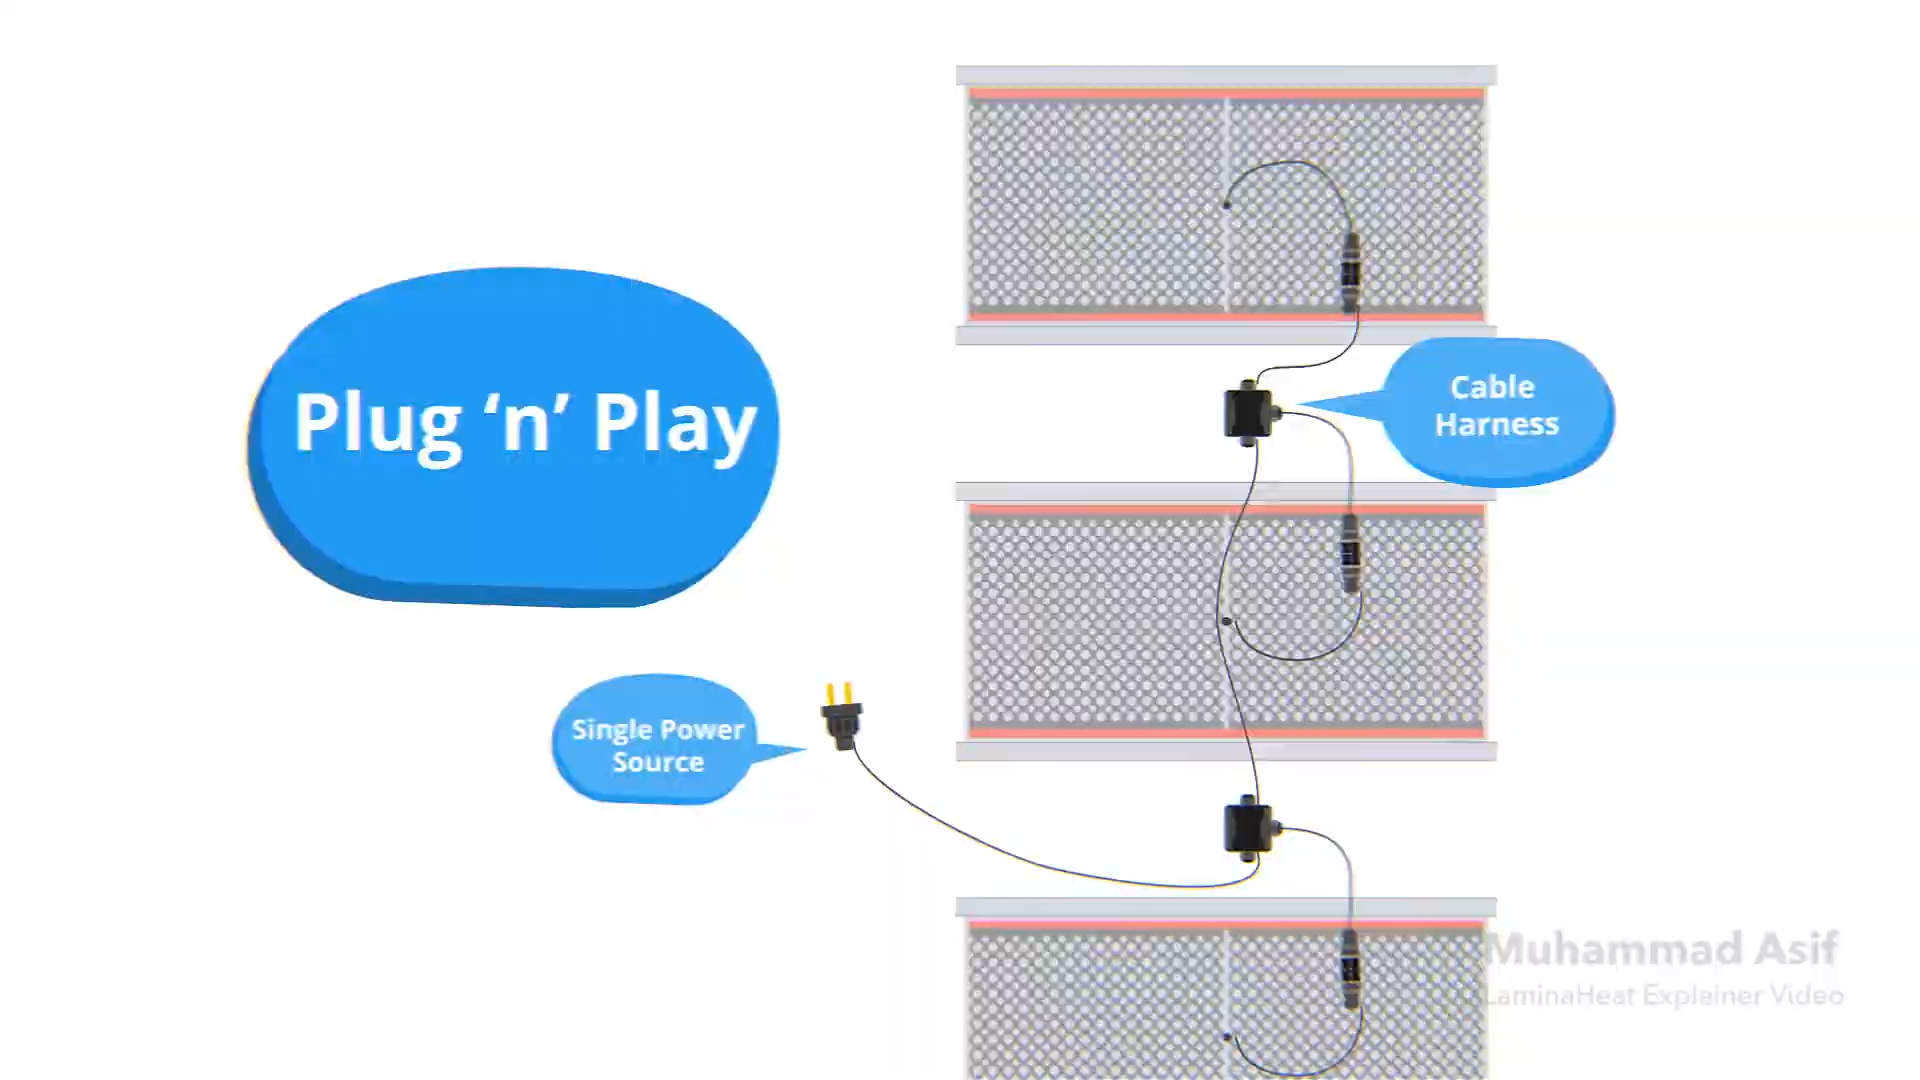 Plug ‘n’ Play
Cable
Harness
Single Power
Source
Muhammad Asif
LaminaHeat Explainer Video